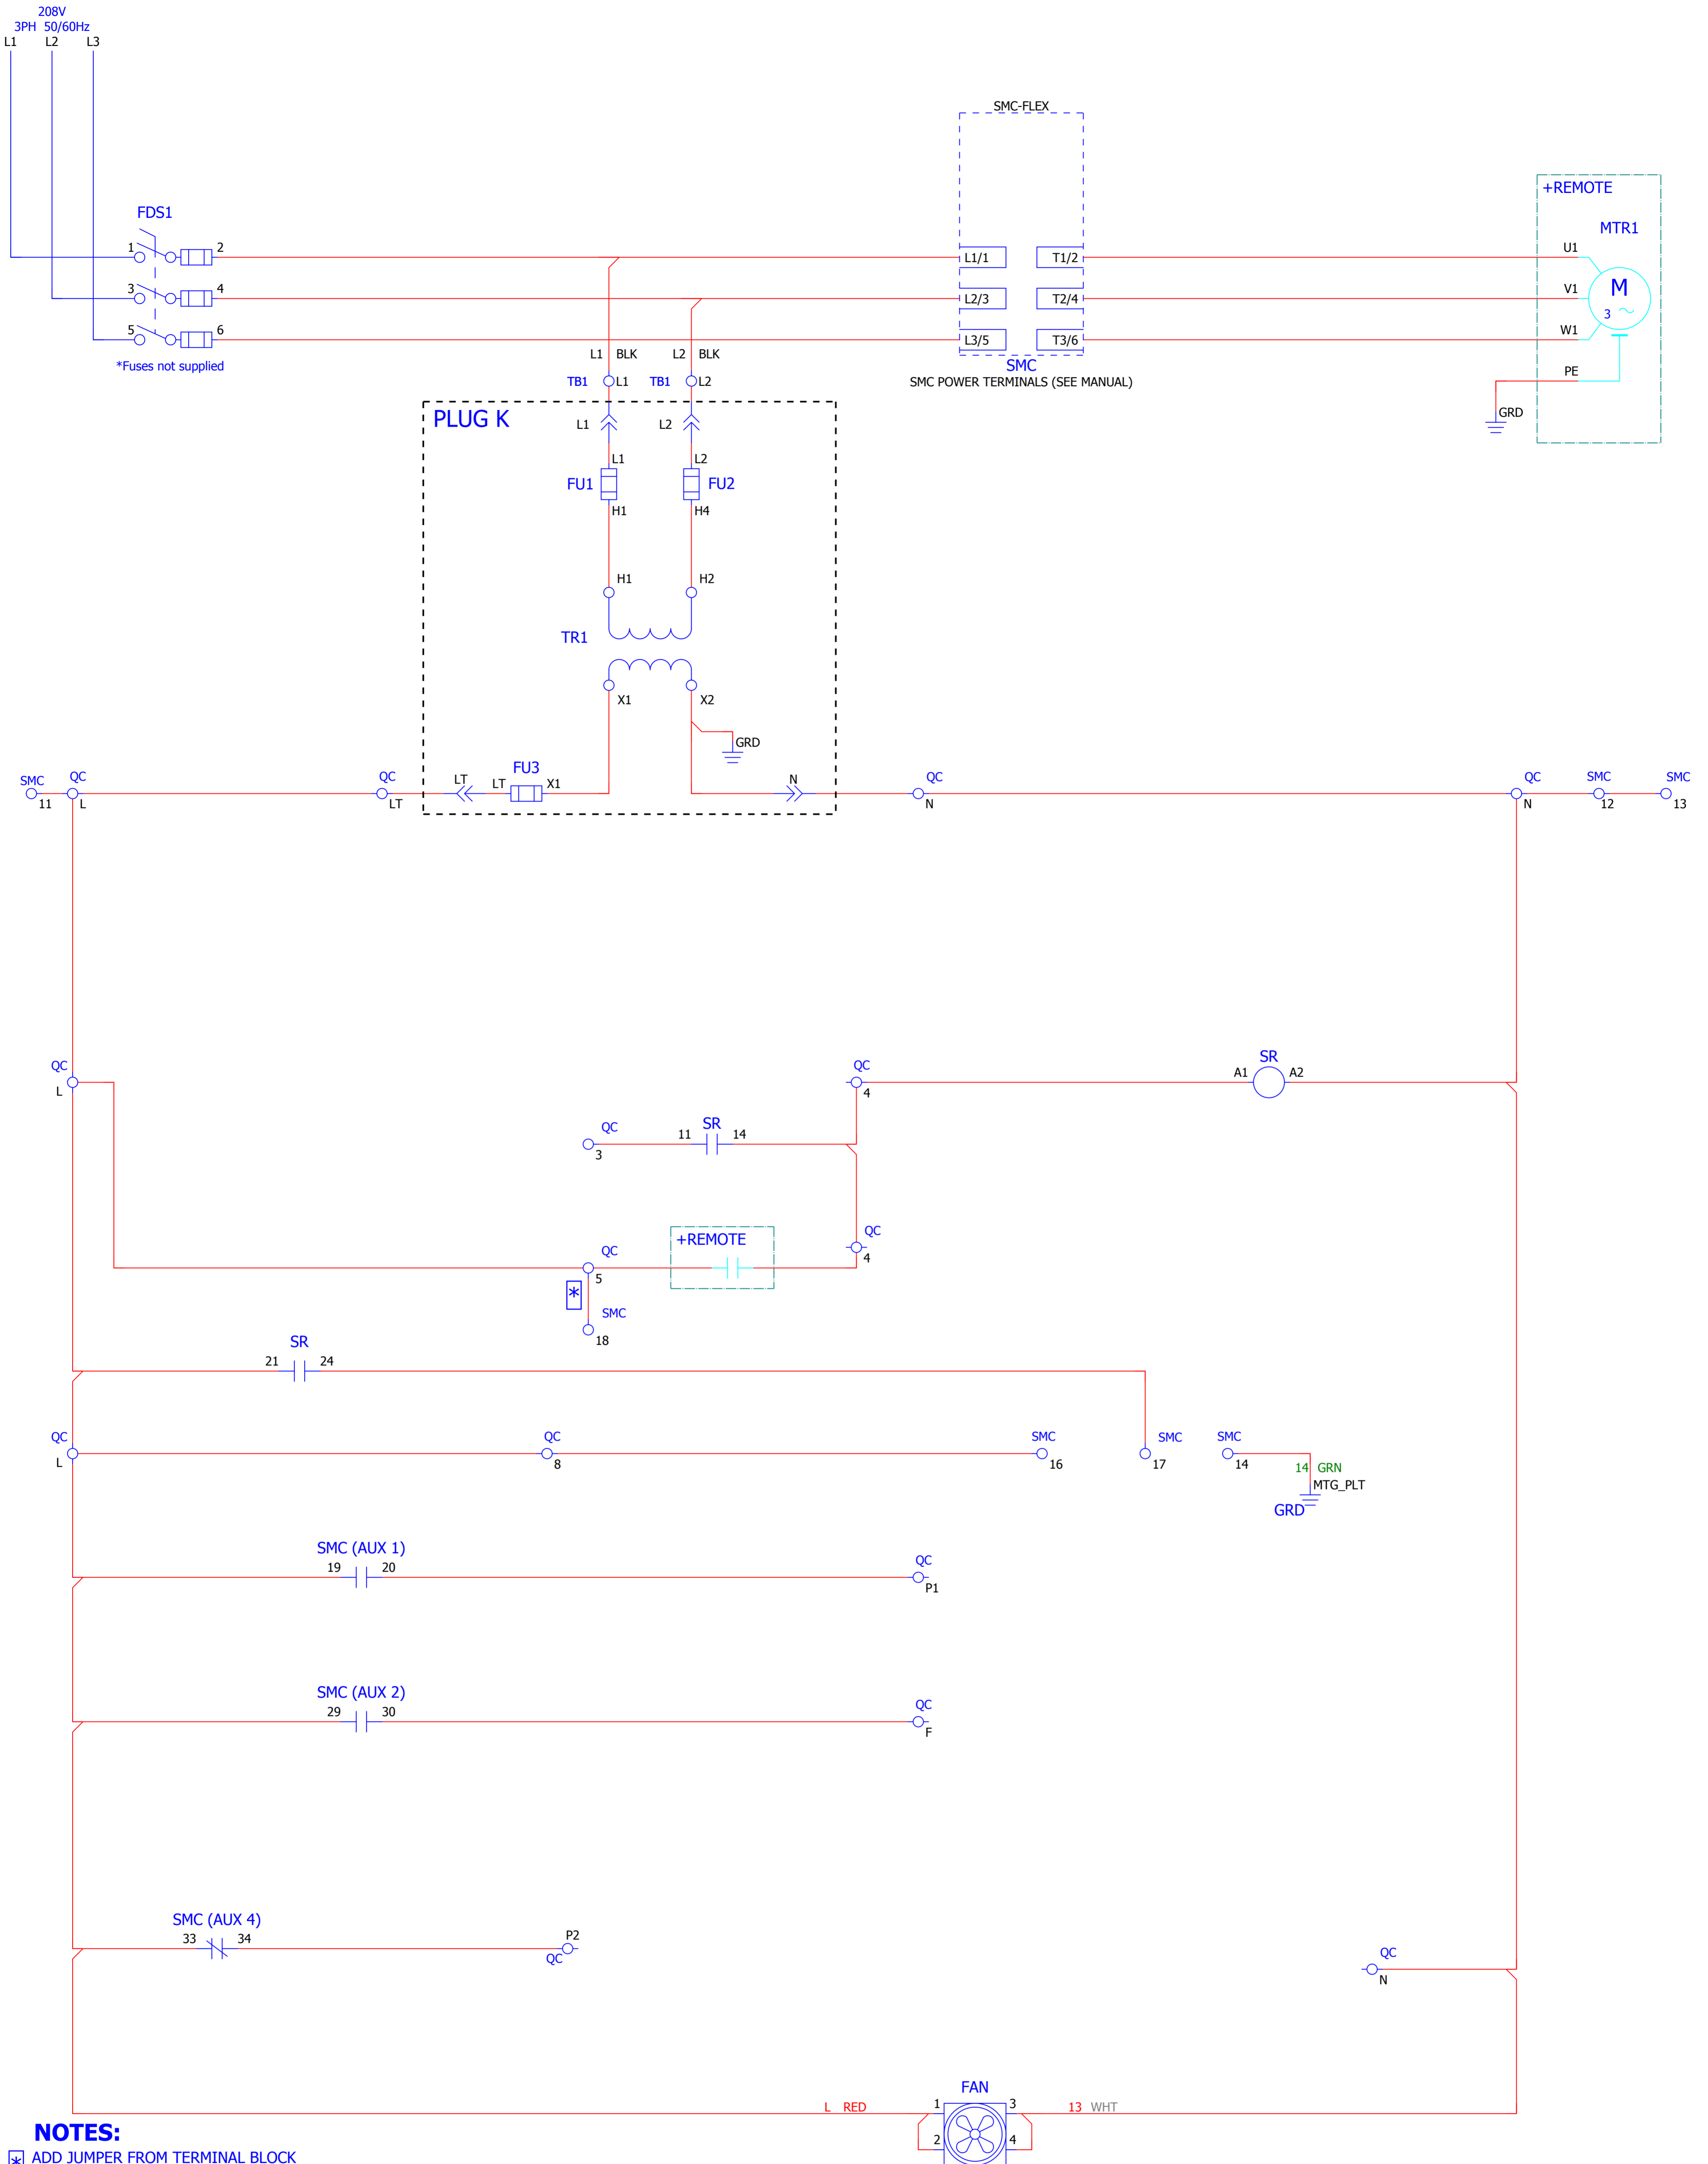 208V
3PH 50/60Hz
L1 L2 L3
SMC-FLEX
+REMOTE
MTR1
FDS1
1 2 L1/1 T1/2 U1
3 4 L2/3 T2/4 V1 M
3
5 6 L3/5 T3/6 W1
*Fuses not supplied
L1 BLK L2 BLK
SMC
SMC POWER TERMINALS (SEE MANUAL)
PE
GRD
TB1 L1 TB1 L2
PLUG K
L1 L2
L1 L2
FU1 FU2
H1 H4
H1 H2
TR1
X1 X2
GRD
SMC QC QC LT LT FU3 X1 N QC QC SMC SMC
11 L LT N N 12 13
QC QC A1 SR A2
L 4
QC 11 SR 14
3
+REMOTE
QC QC
5 4
*
SMC
18
SR
21 24
QC QC SMC SMC SMC
L 8 16 17 14
14 GRN
MTG_PLT
GRD
SMC (AUX 1)
19 20 QC
P1
SMC (AUX 2)
29 30 QC
F
SMC (AUX 4)
33 34 P2
QC
QC
N
FAN
L RED 1 3 13 WHT
2 4
NOTES:
* ADD JUMPER FROM TERMINAL BLOCK